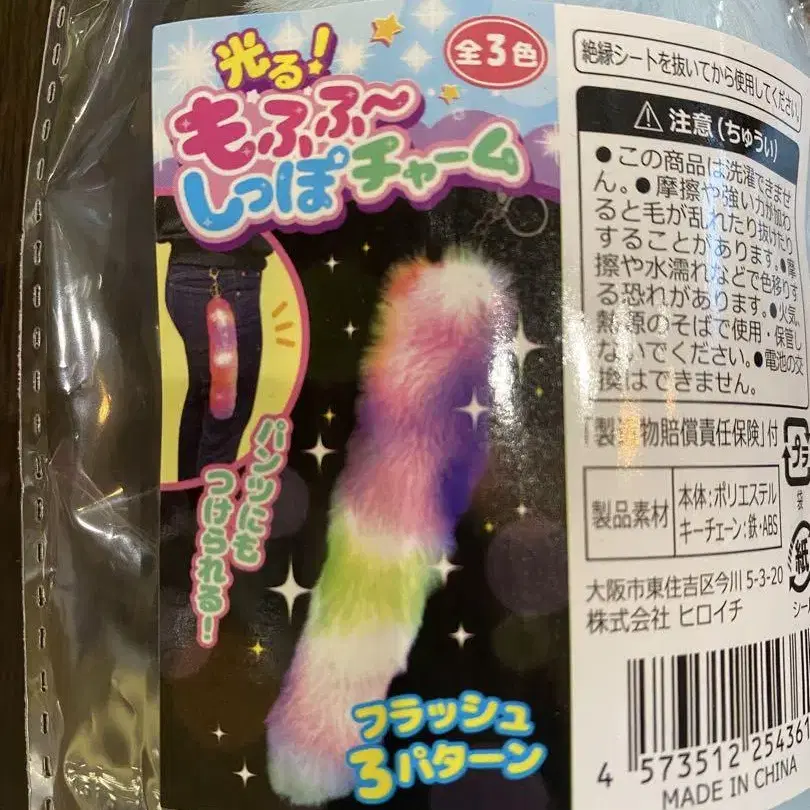 光る!
もふふ〜
しっぽチャーム
全3色
パンツにも
つけられる!
フラッシュ
3パターン
絶縁シートを抜いてから使用してください。
注意(ちゅうい)
●この商品は洗濯できませ
ん。●摩擦や強い力が加わ
ると毛が乱れたり抜けたり
することがあります。●摩
擦や水濡れなどで色移りす
る恐れがあります。●火気、
熱源のそばで使用・保管し
ないでください。●電池の交
換はできません。
「製造物賠償責任保険」付
プラ
袋
製品素材
本体:ポリエステル
キーチェーン:鉄・ABS
紙
大阪市東住吉区今川 5-3-20
株式会社 ヒロイチ
4 573512 25436
MADE IN CHINA